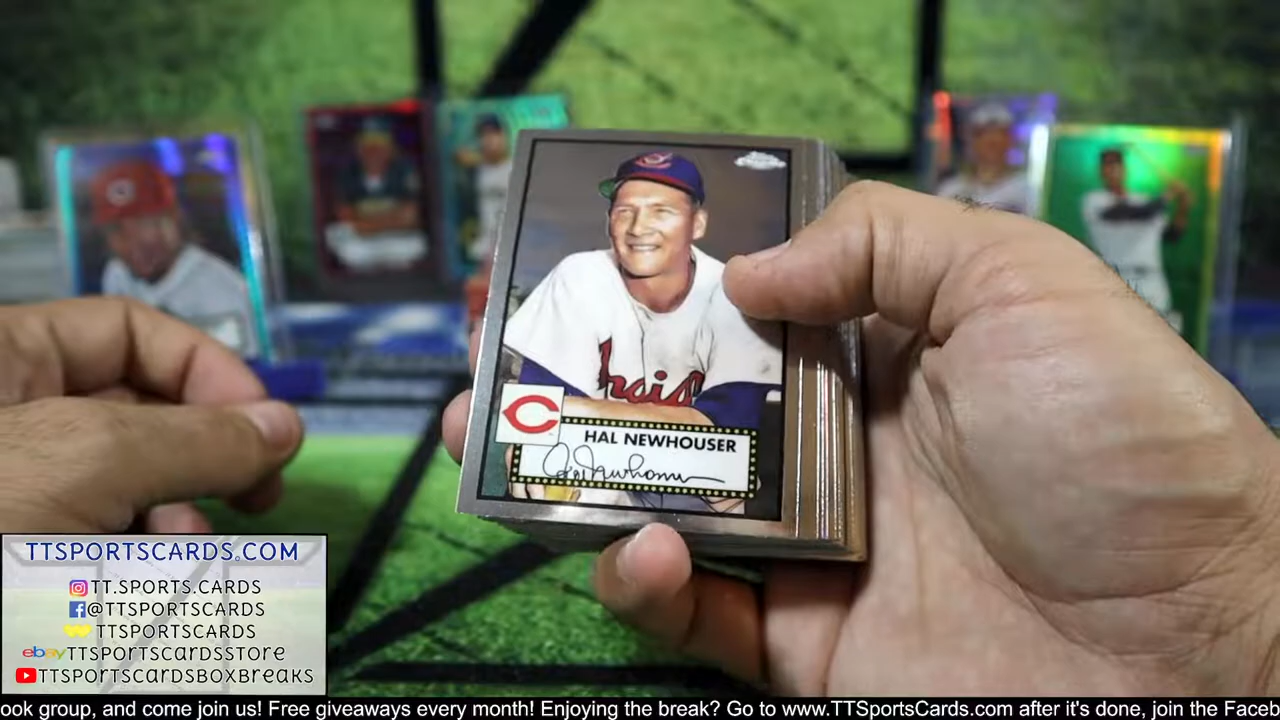 HAL NEWHOUSER
TTSPORTSCARDS.COM
TT.SPORTS.CARDS
@TTSPORTSCARDS
TTSPORTSCARDS
ebay TTSPORTSCARDSSTORE
TTSPORTSCARDSBOXBREAKS
ook group, and come join us! Free giveaways every month! Enjoying the break? Go to www.TTSportsCards.com after it's done, join the Faceb